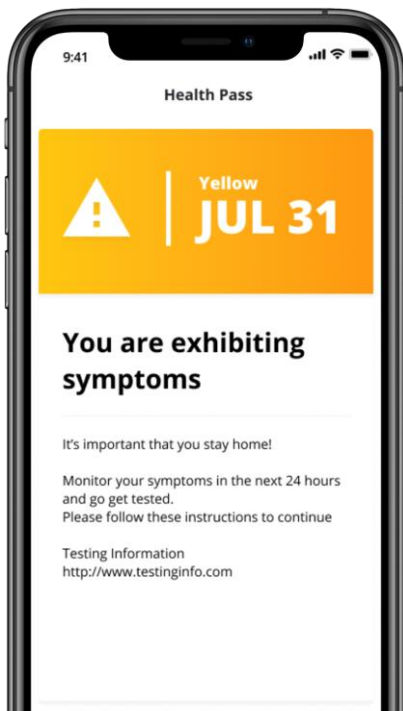 9:41
Health Pass
Yellow
JUL 31
You are exhibiting
symptoms
It's important that you stay home!
Monitor your symptoms in the next 24 hours
and go get tested.
Please follow these instructions to continue
Testing Information
http://www.testinginfo.com